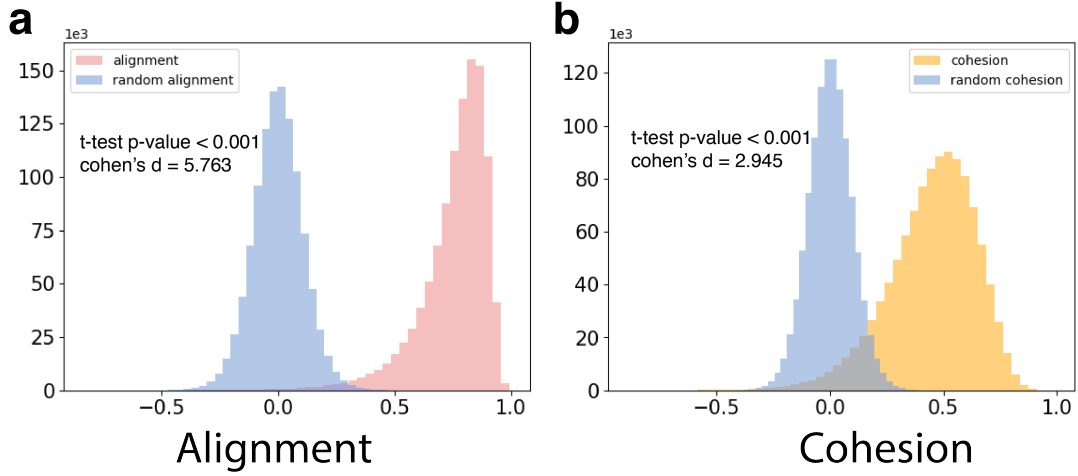 a
1e3
150
125
100
75
50
25
0
alignment
random alignment
t-test p-value < 0.001
cohen's d = 5.763
−0.5 0.0 0.5 1.0
Alignment
b
1e3
120
100
80
60
40
20
0
cohesion
random cohesion
t-test p-value < 0.001
cohen's d = 2.945
−0.5 0.0 0.5 1.0
Cohesion